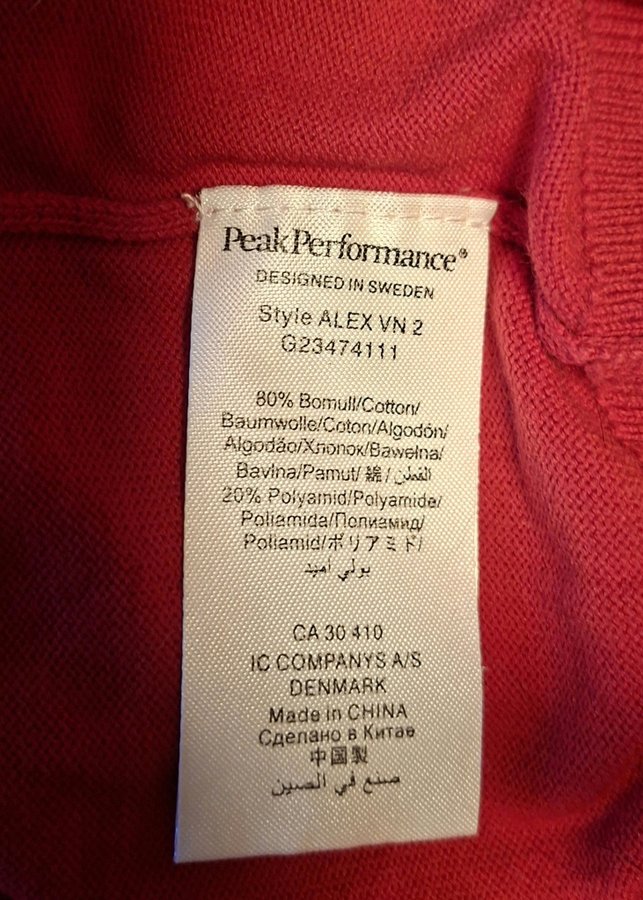 PeakPerformance®
DESIGNED IN SWEDEN
Style ALEX VN 2
G23474111
80% Bomull/Cotton/
Baumwolle/Coton/Algodón/
Algodão/Хлопок/Bawełna/
Bavlna/Pamut/ 綿 / القطن/
20% Polyamid/Polyamide/
Poliamida/Полиамид/
Poliamid/ポリアミド/
بولي اميد
CA 30 410
IC COMPANYS A/S
DENMARK
Made in CHINA
Сделано в Китае
中国製
صنع في الصين